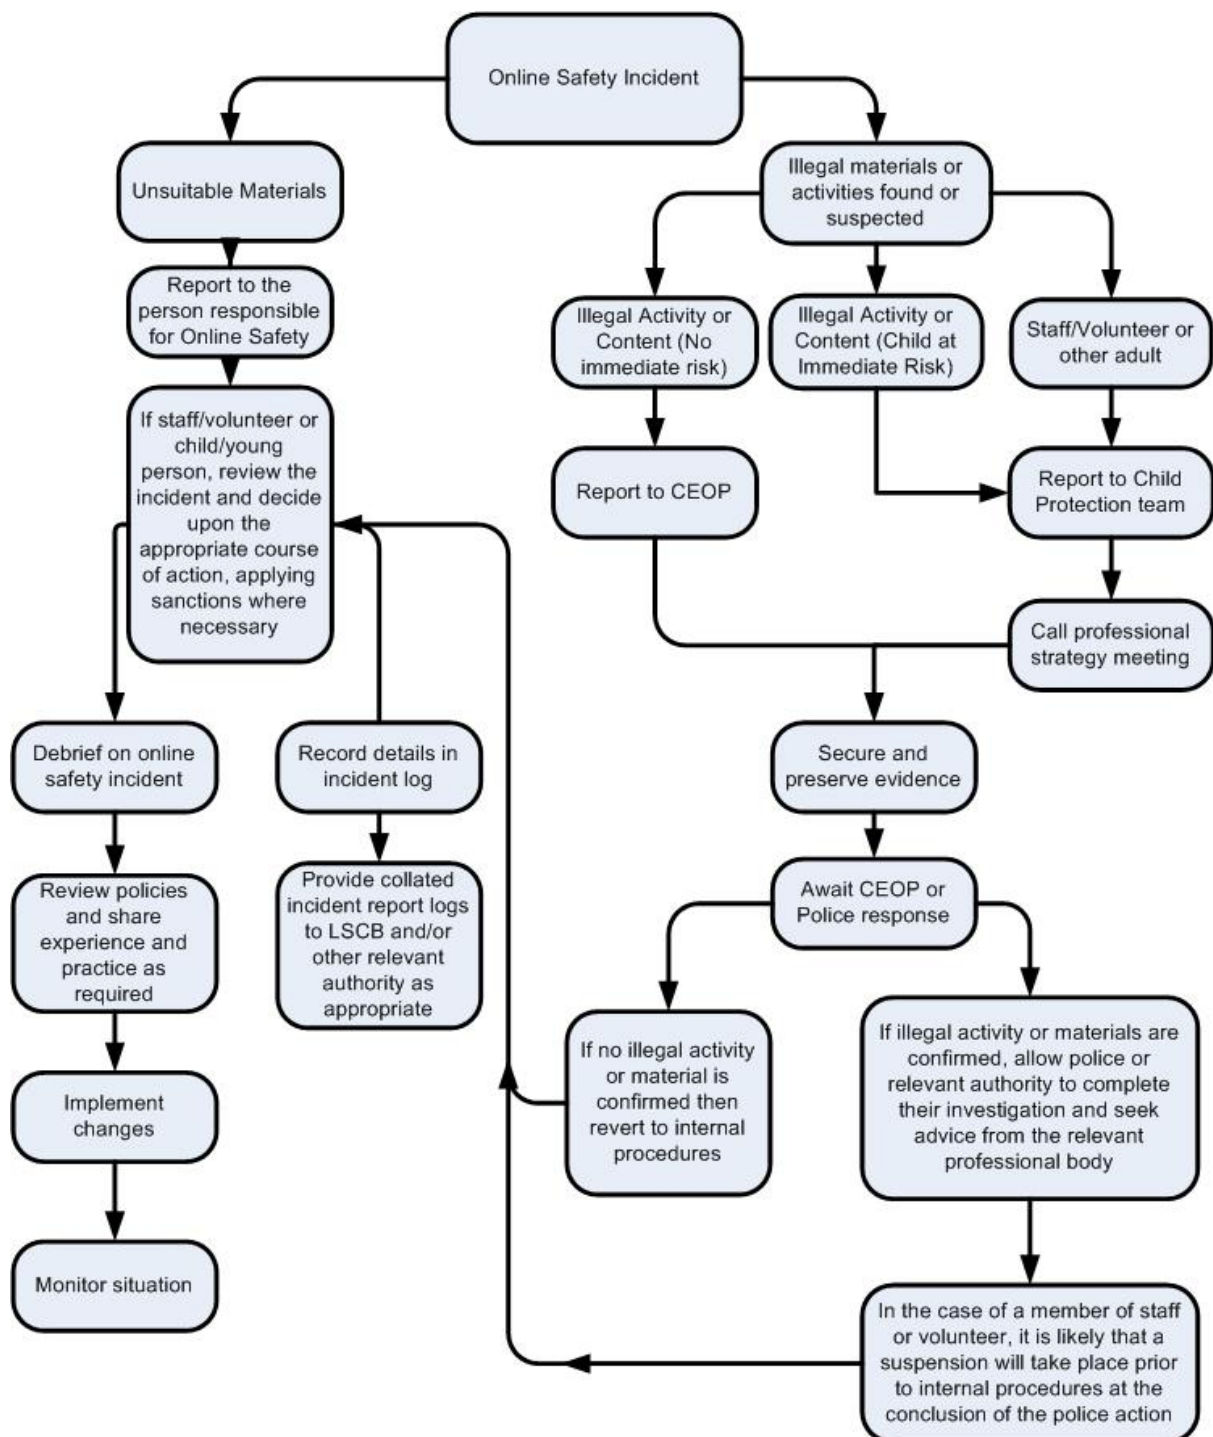 Online Safety Incident
Unsuitable Materials
Illegal materials or
activities found or
suspected
Report to the
person responsible
for Online Safety
Illegal Activity or
Content (No
immediate risk)
Illegal Activity or
Content (Child at
Immediate Risk)
Staff/Volunteer or
other adult
If staff/volunteer or
child/young
person, review the
incident and decide
upon the
appropriate course
of action, applying
sanctions where
necessary
Report to CEOP
Report to Child
Protection team
Call professional
strategy meeting
Debrief on online
safety incident
Record details in
incident log
Secure and
preserve evidence
Review policies
and share
experience and
practice as
required
Provide collated
incident report logs
to LSCB and/or
other relevant
authority as
appropriate
Await CEOP or
Police response
If no illegal activity
or material is
confirmed then
revert to internal
procedures
If illegal activity or materials are
confirmed, allow police or
relevant authority to complete
their investigation and seek
advice from the relevant
professional body
Implement
changes
Monitor situation
In the case of a member of staff
or volunteer, it is likely that a
suspension will take place prior
to internal procedures at the
conclusion of the police action